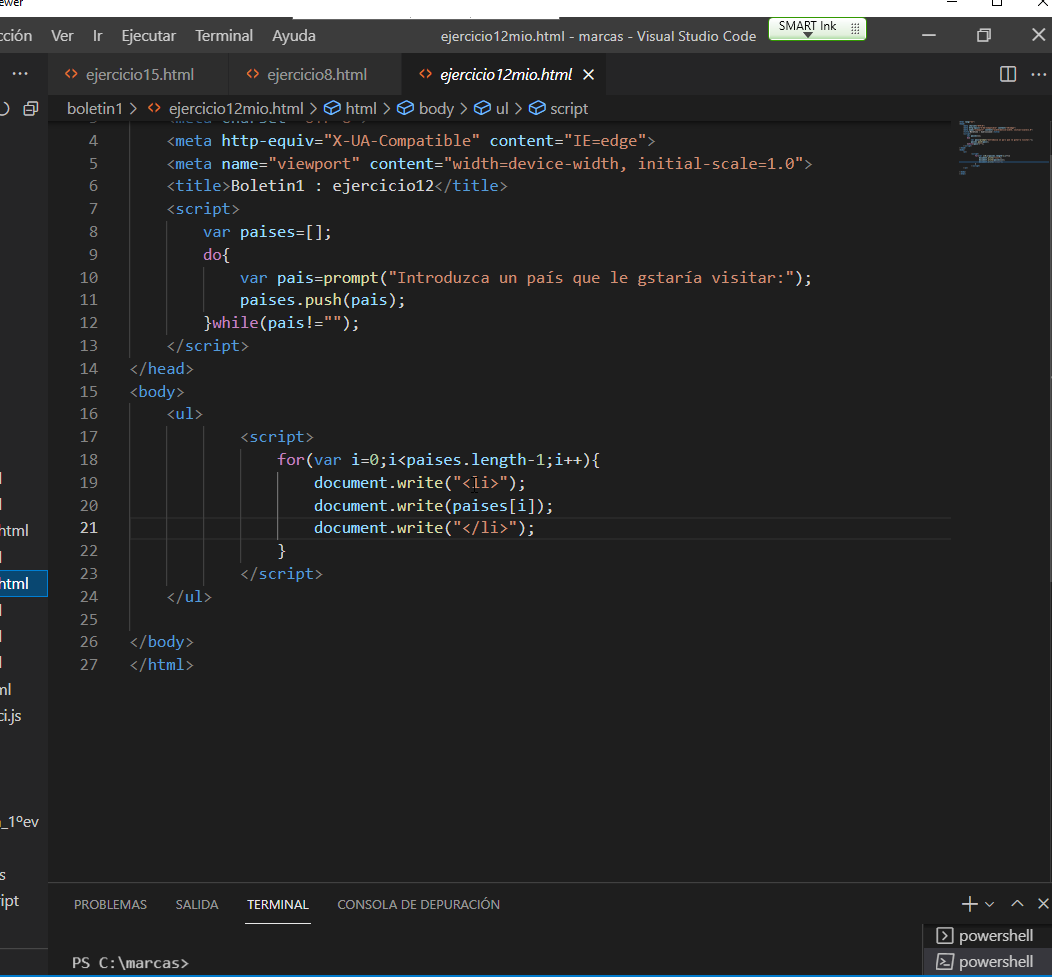 ewer
cción Ver Ir Ejecutar Terminal Ayuda ejercicio12mio.html - marcas - Visual Studio Code SMART Ink
ejercicio15.html ejercicio8.html ejercicio12mio.html
boletin1 > ejercicio12mio.html > html > body > ul > script
4 <meta http-equiv="X-UA-Compatible" content="IE=edge">
5 <meta name="viewport" content="width=device-width, initial-scale=1.0">
6 <title>Boletin1 : ejercicio12</title>
7 <script>
8 var paises=[];
9 do{
10 var pais=prompt("Introduzca un país que le gstaría visitar:");
11 paises.push(pais);
12 }while(pais!="");
13 </script>
14 </head>
15 <body>
16 <ul>
17 <script>
18 for(var i=0;i<paises.length-1;i++){
19 document.write("<li>");
20 document.write(paises[i]);
21 document.write("</li>");
22 }
23 </script>
24 </ul>
25
26 </body>
27 </html>
html
html
ml
ci.js
_1ºev
s
ipt
PROBLEMAS SALIDA TERMINAL CONSOLA DE DEPURACIÓN
powershell
PS C:\marcas> powershell